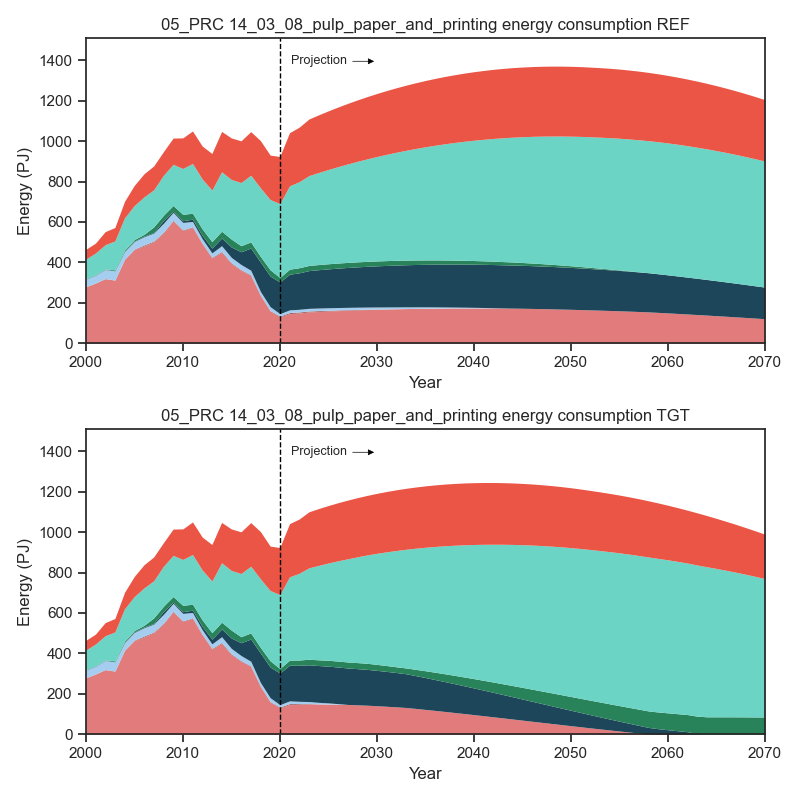 05_PRC 14_03_08_pulp_paper_and_printing energy consumption REF
1400
Projection
1200
1000
800
600
400
200
0
Energy (PJ)
2000 2010 2020 2030 2040 2050 2060 2070
Year
05_PRC 14_03_08_pulp_paper_and_printing energy consumption TGT
1400
Projection
1200
1000
800
600
400
200
0
Energy (PJ)
2000 2010 2020 2030 2040 2050 2060 2070
Year